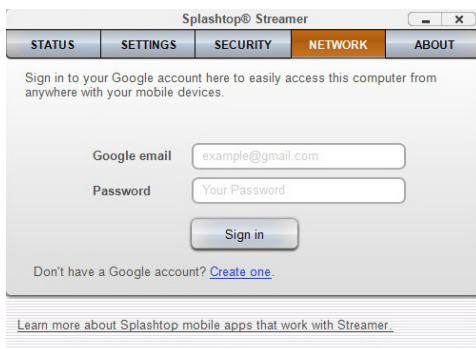 Splashtop® Streamer
STATUS SETTINGS SECURITY NETWORK ABOUT
Sign in to your Google account here to easily access this computer from
anywhere with your mobile devices.
Google email example@gmail.com
Password Your Password
Sign in
Don't have a Google account? Create one.
Learn more about Splashtop mobile apps that work with Streamer.